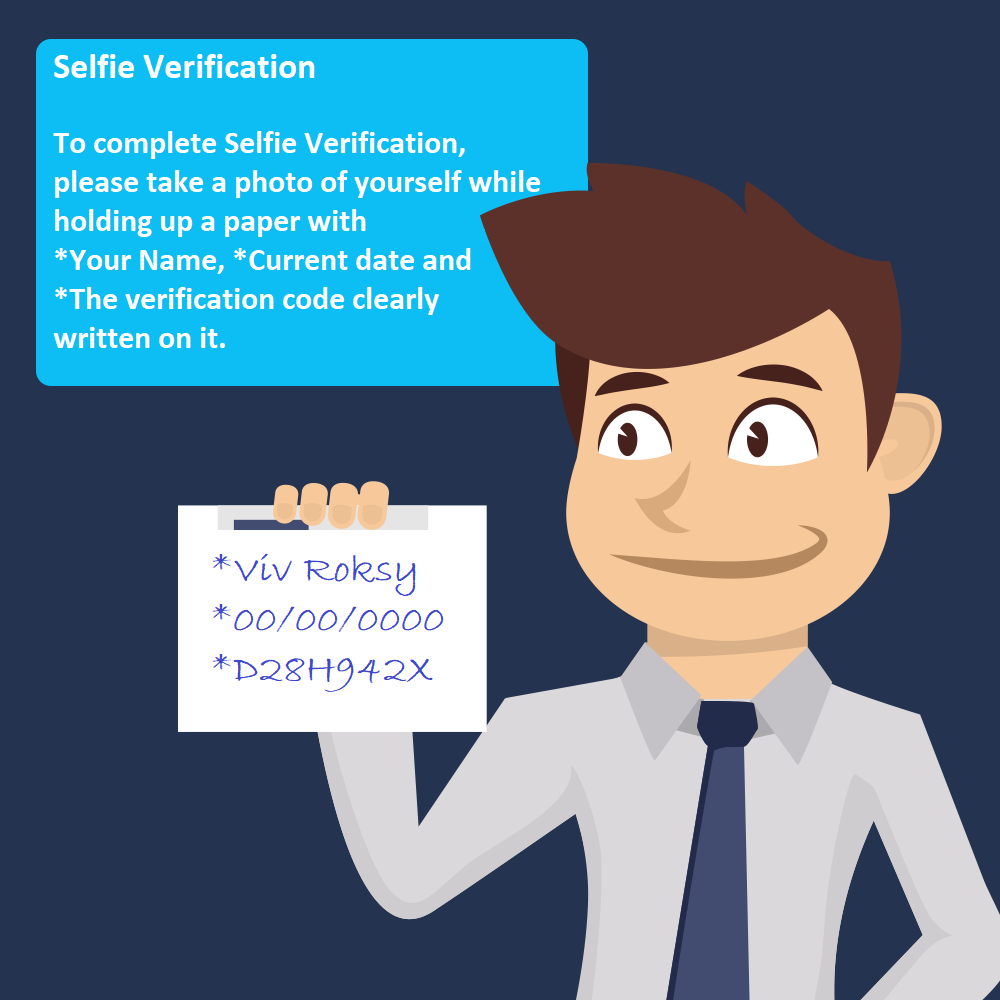 Selfie Verification
To complete Selfie Verification,
please take a photo of yourself while
holding up a paper with
*Your Name, *Current date and
*The verification code clearly
written on it.
*Viv Roksy
*00/00/0000
*D28H942X